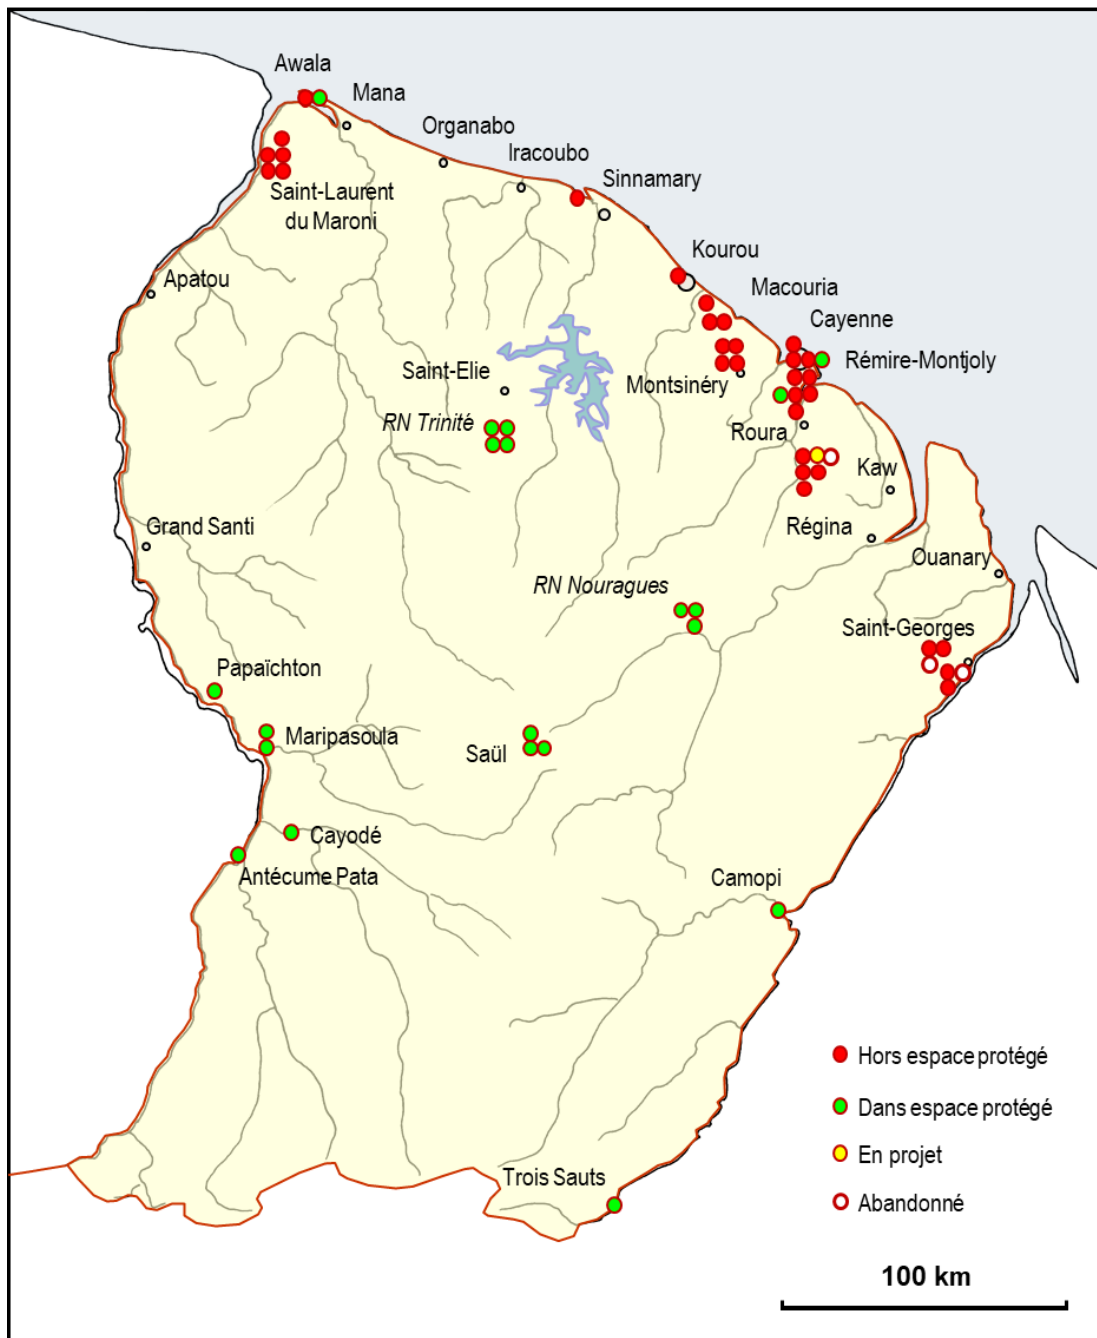 Awala
Mana
Organabo
Iracoubo
Sinnamary
Saint-Laurent
du Maroni
Kourou
Apatou
Macouria
Cayenne
Rémire-Montjoly
Saint-Elie
Montsinéry
RN Trinité
Roura
Kaw
Grand Santi
Régina
Ouanary
RN Nouragues
Saint-Georges
Papaïchton
Maripasoula
Saül
Cayodé
Antécume Pata
Camopi
Hors espace protégé
Dans espace protégé
En projet
Trois Sauts
Abandonné
100 km